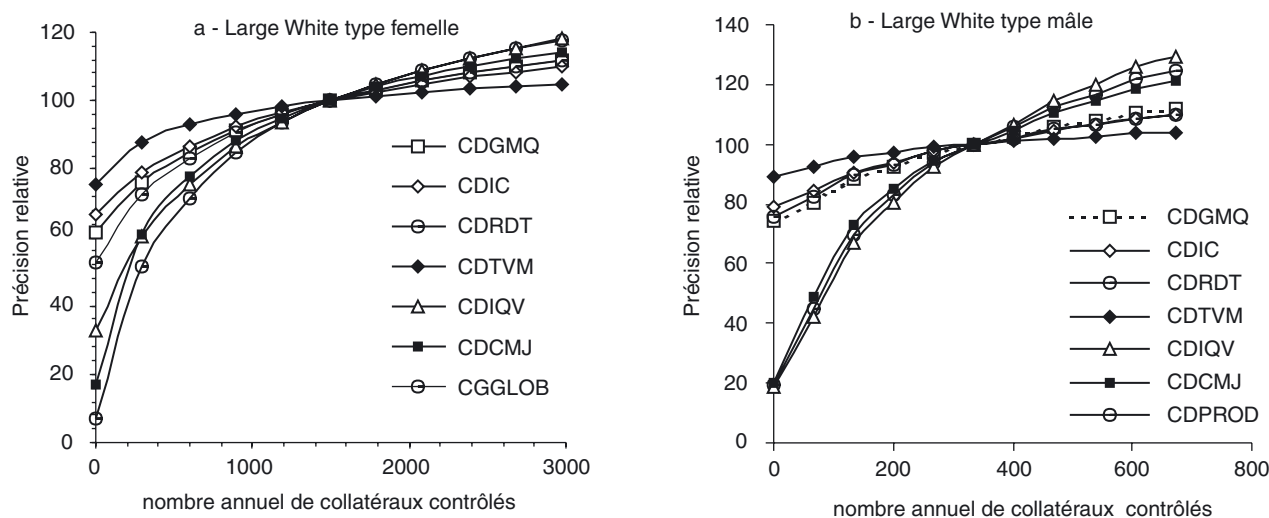 a - Large White type femelle
Précision relative
120
100
80
60
40
20
0
0
1000
2000
3000
nombre annuel de collatéraux contrôlés
CDGMQ
CDIC
CDRDT
CDTVM
CDIQV
CDCMJ
CGGLOB
b - Large White type mâle
Précision relative
140
120
100
80
60
40
20
0
0
200
400
600
800
nombre annuel de collatéraux contrôlés
CDGMQ
CDIC
CDRDT
CDTVM
CDIQV
CDCMJ
CDPROD